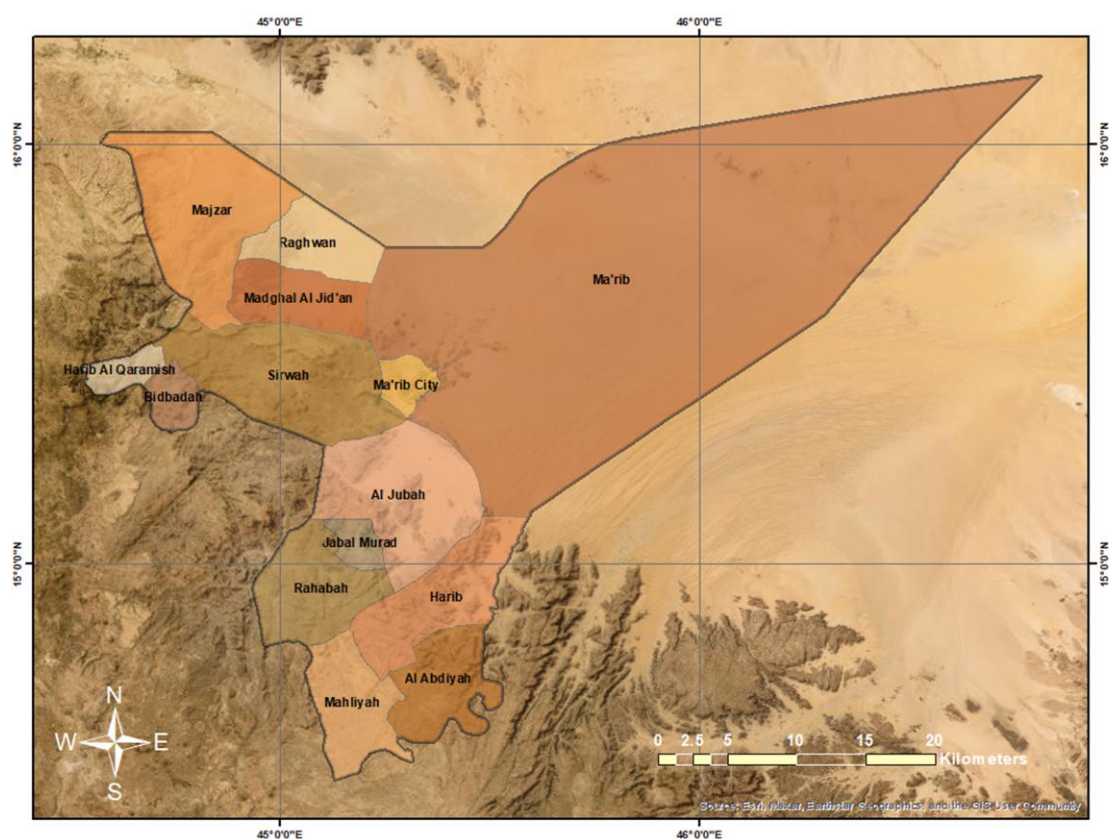 45°0'0"E
46°0'0"E
16°0'0"N
16°0'0"N
Majzar
Raghwan
Ma'rib
Madghal Al Jid'an
Harib Al Qaramish
Sirwah
Ma'rib City
Bidbadah
Al Jubah
Jabal Murad
15°0'0"N
15°0'0"N
Rahabah
Harib
Al Abdiyah
Mahliyah
N
W
E
S
0 2.5 5 10 15 20
Kilometers
Source: Esri, Maxar, Earthstar Geographics, and the GIS User Community
45°0'0"E
46°0'0"E